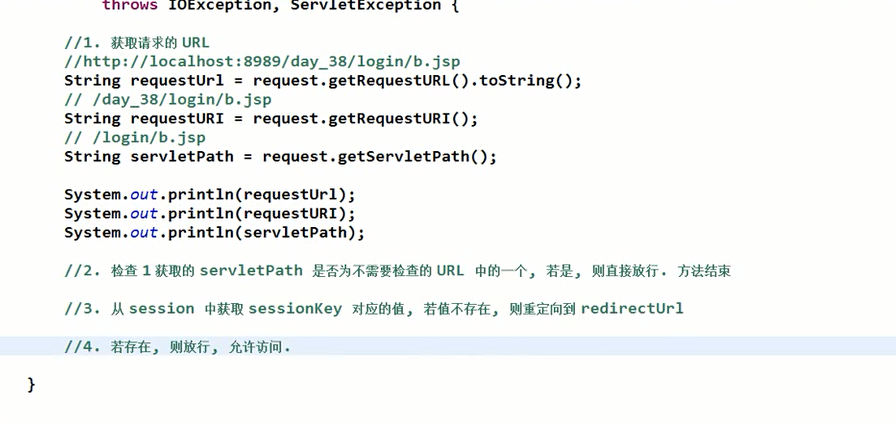 throws IOException, ServletException {
//1. 获取请求的 URL
//http://localhost:8989/day_38/login/b.jsp
String requestUrl = request.getRequestURL().toString();
// /day_38/login/b.jsp
String requestURI = request.getRequestURI();
// /login/b.jsp
String servletPath = request.getServletPath();
System.out.println(requestUrl);
System.out.println(requestURI);
System.out.println(servletPath);
//2. 检查 1 获取的 servletPath 是否为不需要检查的 URL 中的一个, 若是, 则直接放行. 方法结束
//3. 从 session 中获取 sessionKey 对应的值, 若值不存在, 则重定向到 redirectUrl
//4. 若存在, 则放行, 允许访问.
}